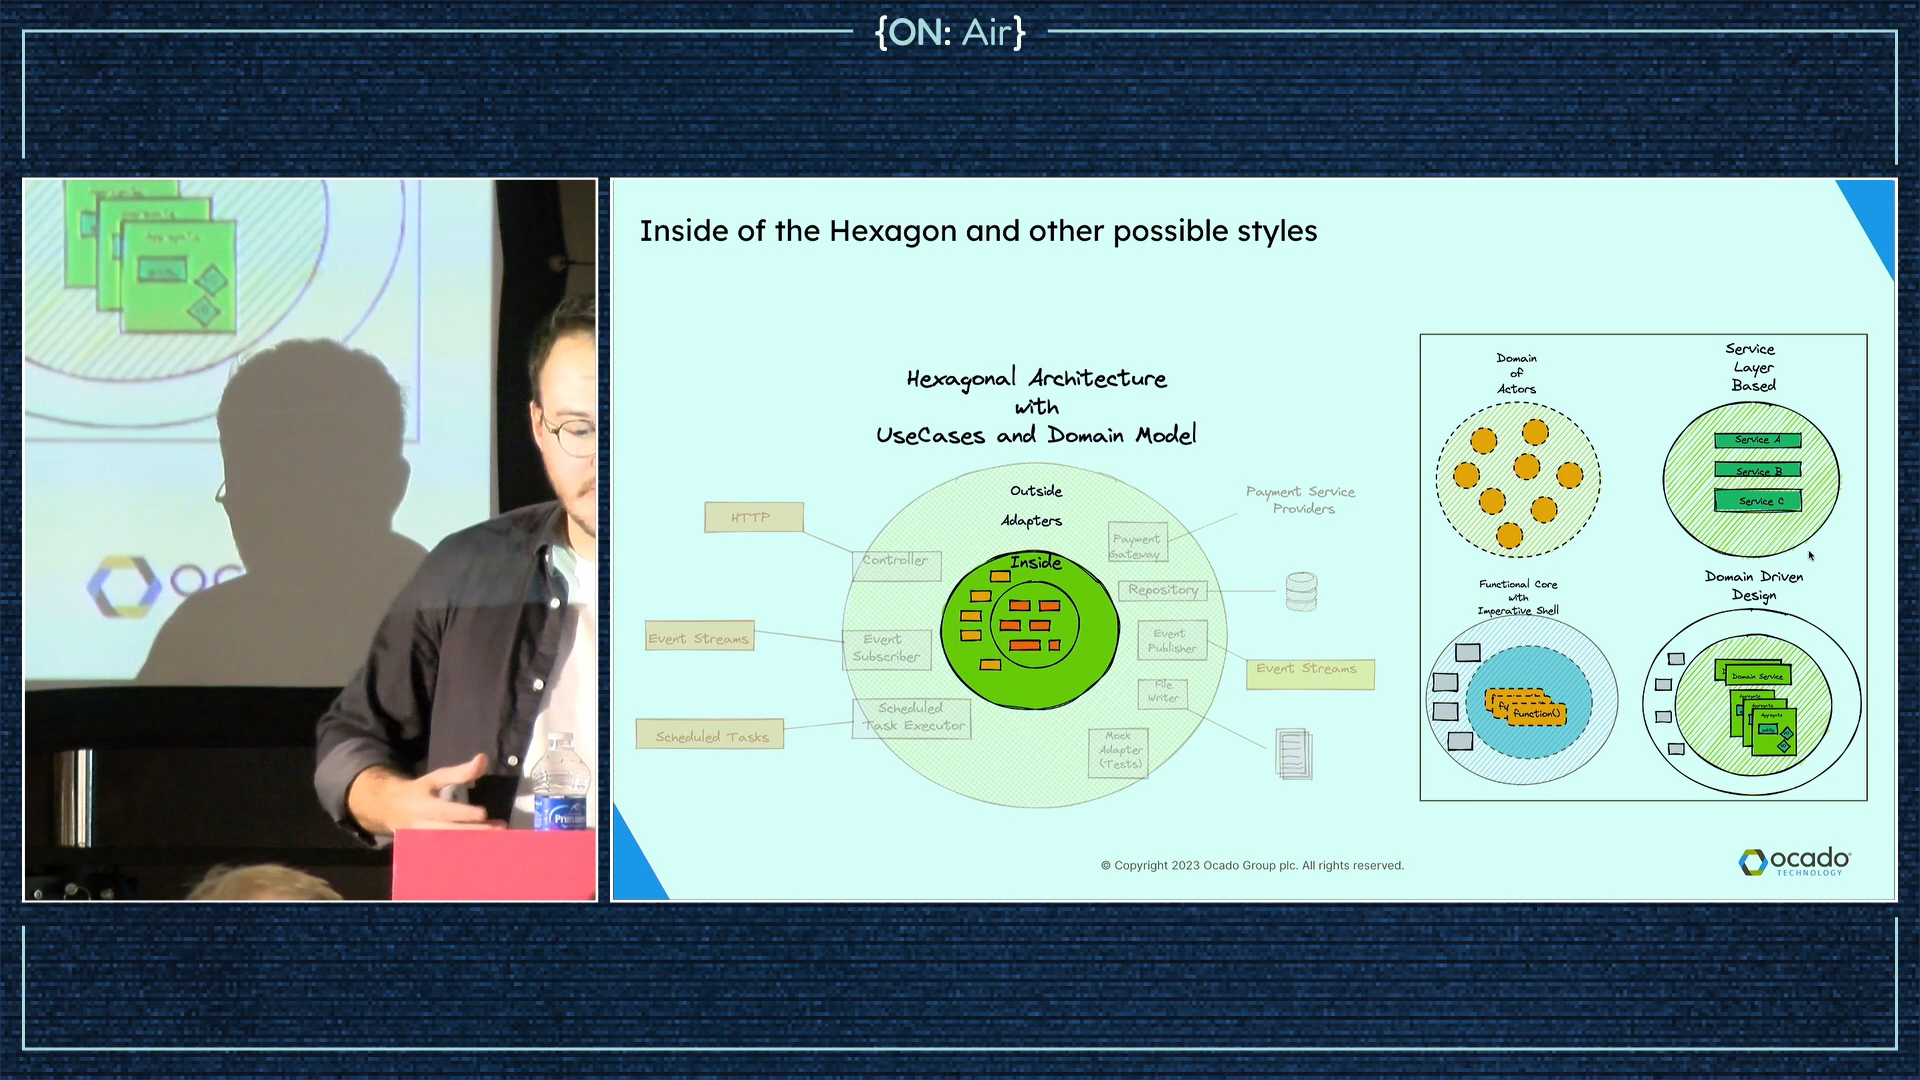 {ON: Air}
Inside of the Hexagon and other possible styles
Hexagonal Architecture
with
UseCases and Domain Model
Outside
Adapters
Inside
HTTP
Controller
Event Streams
Event
Subscriber
Scheduled Tasks
Scheduled
Task Executor
Payment
Gateway
Payment Service
Providers
Repository
Event
Publisher
Event Streams
File
Writer
Mock
Adapter
(Tests)
Domain
of
Actors
Service
Layer
Based
Service A
Service B
Service C
Functional Core
with
Imperative Shell
function()
Domain Driven
Design
Domain Service
Aggregate
© Copyright 2023 Ocado Group plc. All rights reserved.
ocado
TECHNOLOGY